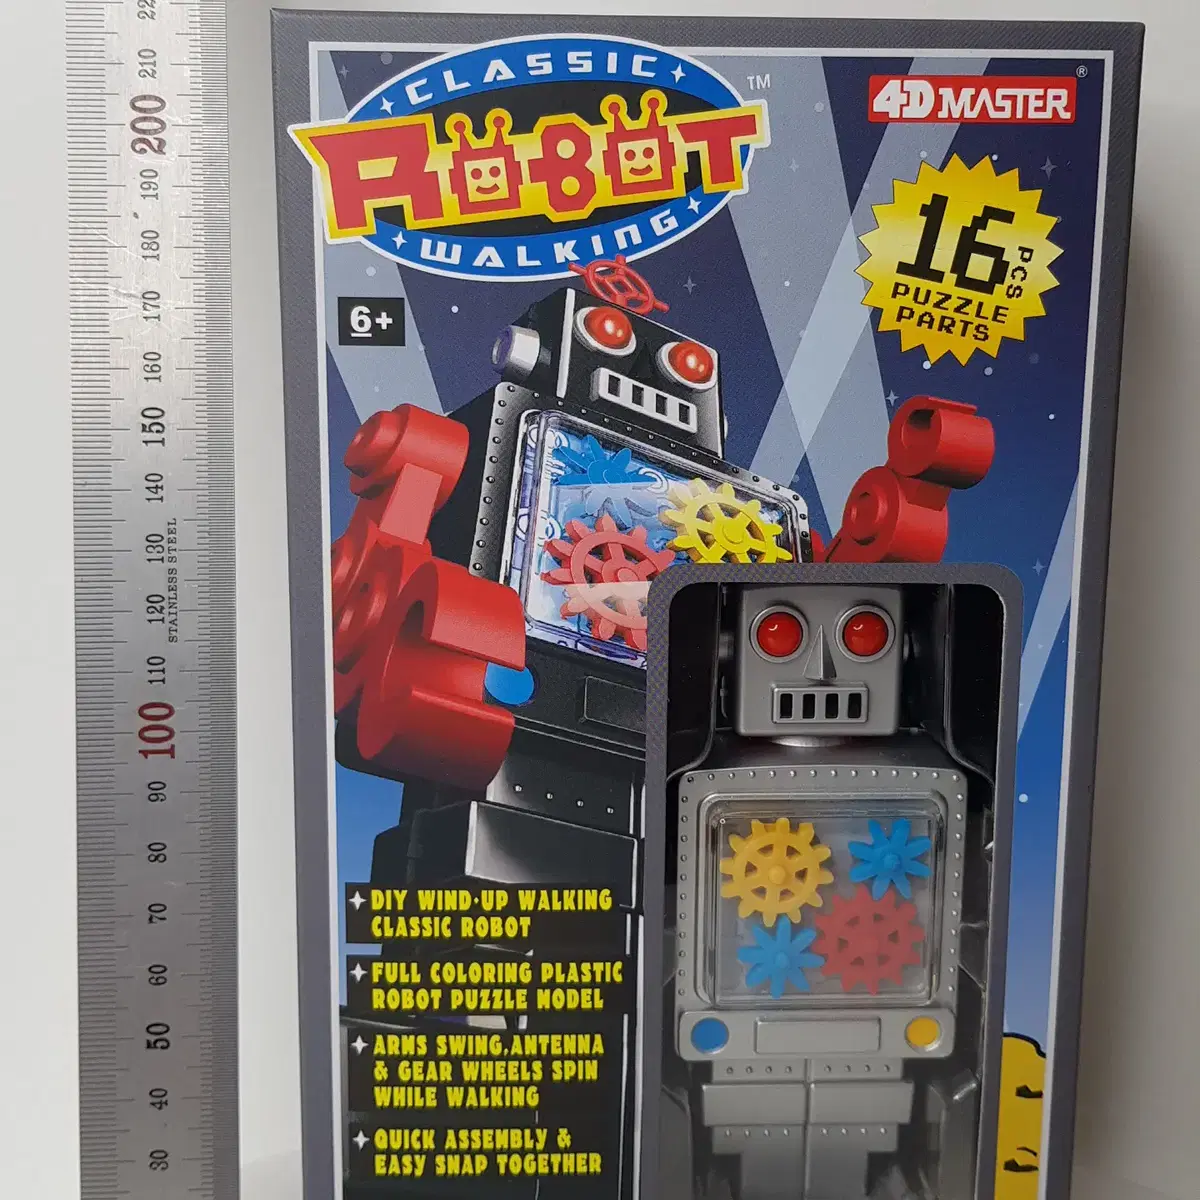 22
210
200
190
180
170
160
150
140
130
120
110
100
90
80
70
60
50
40
30
STAINLESS STEEL
CLASSIC
ROBOT
WALKING
TM
4D MASTER
®
16
PCS
PUZZLE
PARTS
6+
DIY WIND-UP WALKING
CLASSIC ROBOT
FULL COLORING PLASTIC
ROBOT PUZZLE MODEL
ARMS SWING,ANTENNA
& GEAR WHEELS SPIN
WHILE WALKING
QUICK ASSEMBLY &
EASY SNAP TOGETHER